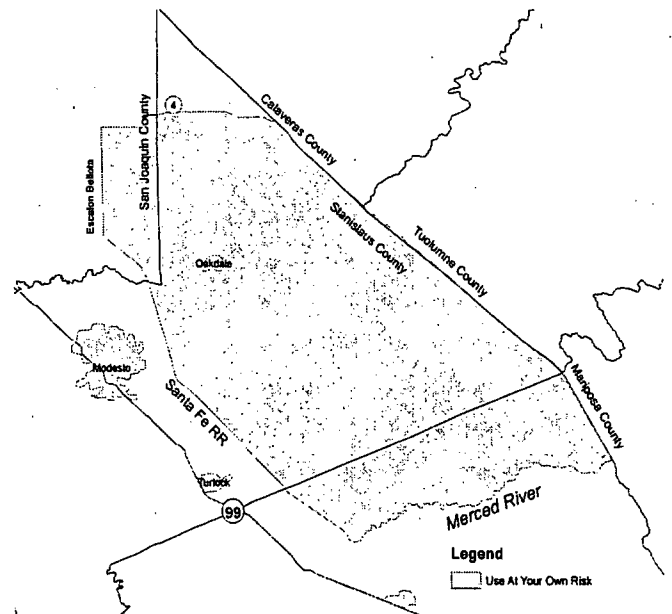 4
Calaveras County
San Joaquin County
Escalon Bellota
Stanislaus County
Tuolumne County
Oakdale
Modesto
Mariposa County
Santa Fe RR
Turlock
99
Merced River
Legend
Use At Your Own Risk